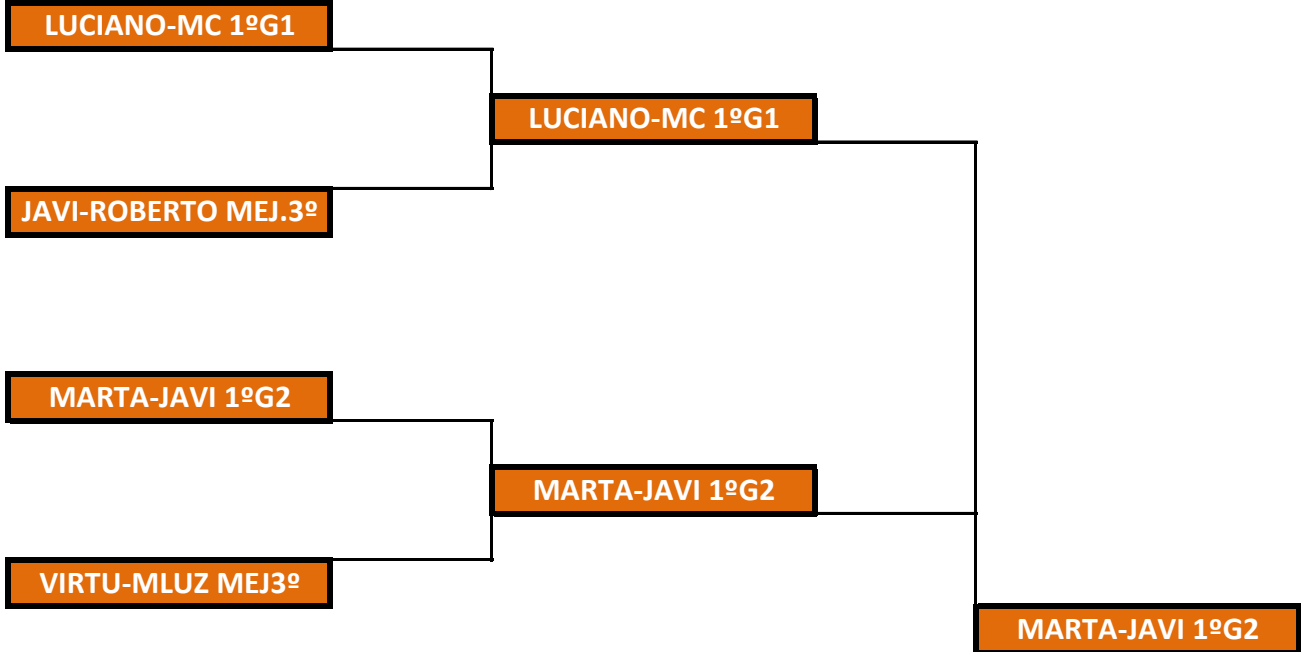 LUCIANO-MC 1ºG1
LUCIANO-MC 1ºG1
JAVI-ROBERTO MEJ.3º
MARTA-JAVI 1ºG2
MARTA-JAVI 1ºG2
VIRTU-MLUZ MEJ3º
MARTA-JAVI 1ºG2